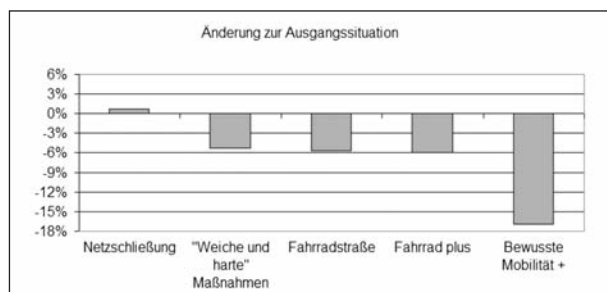 Änderung zur Ausgangssituation
6%
3%
0%
-3%
-6%
-9%
-12%
-15%
-18%
Netzschließung
"Weiche und
harte"
Maßnahmen
Fahrradstraße
Fahrrad plus
Bewusste
Mobilität +